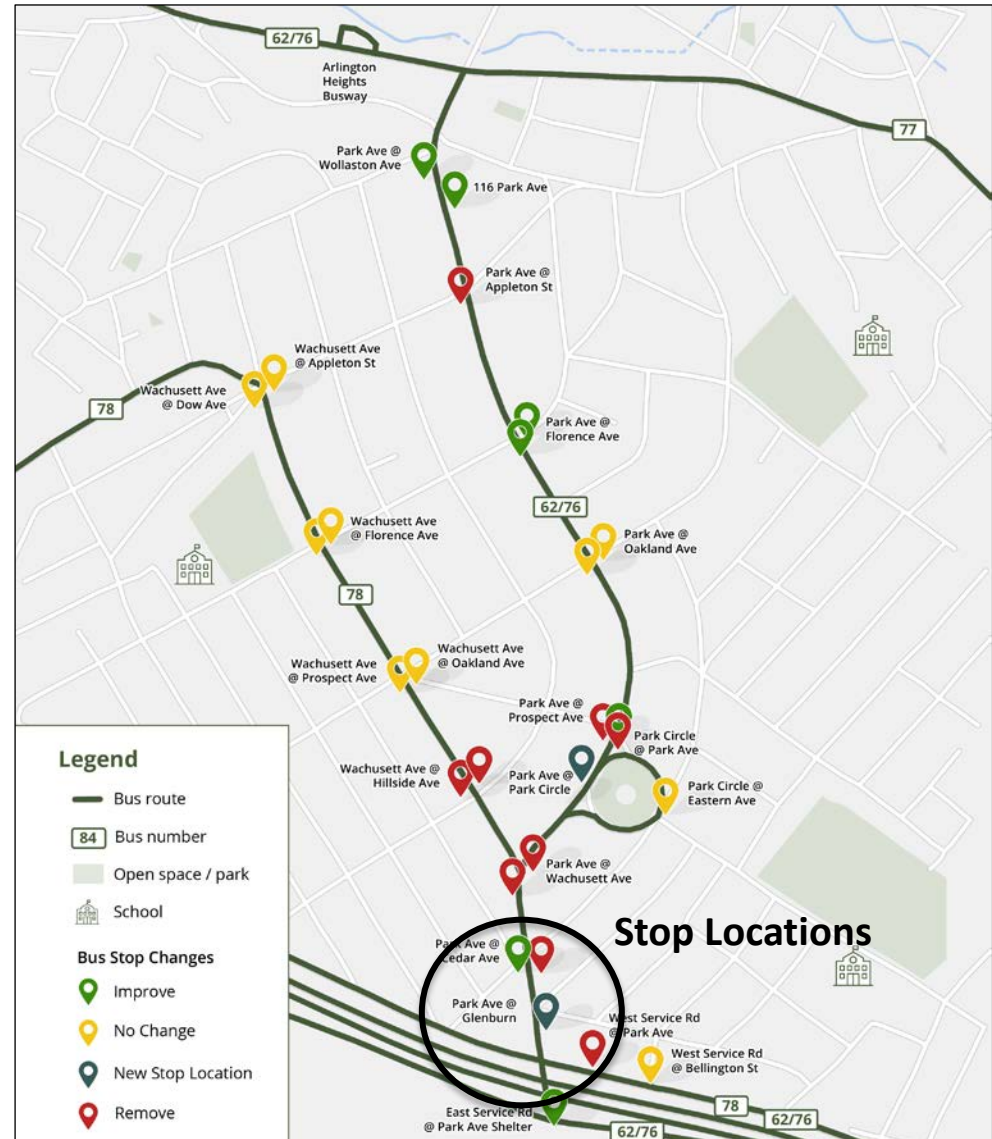 62/76
Arlington
Heights
Busway
77
Park Ave @
Wollaston Ave
116 Park Ave
Park Ave @
Appleton St
Wachusett Ave
@ Appleton St
Wachusett Ave
@ Dow Ave
78
Park Ave @
Florence Ave
62/76
Wachusett Ave
@ Florence Ave
Park Ave @
Oakland Ave
78
Wachusett Ave
@ Oakland Ave
Wachusett Ave
@ Prospect Ave
Park Ave @
Prospect Ave
Park Circle
@ Park Ave
Wachusett Ave @
Hillside Ave
Park Ave @
Park Circle
Park Circle @
Eastern Ave
Park Ave @
Wachusett Ave
Stop Locations
Park Ave @
Cedar Ave
Park Ave @
Glenburn
West Service Rd
@ Park Ave
West Service Rd
@ Bellington St
East Service Rd
@ Park Ave Shelter
78
62/76
62/76
Legend
Bus route
84 Bus number
Open space / park
School
Bus Stop Changes
Improve
No Change
New Stop Location
Remove